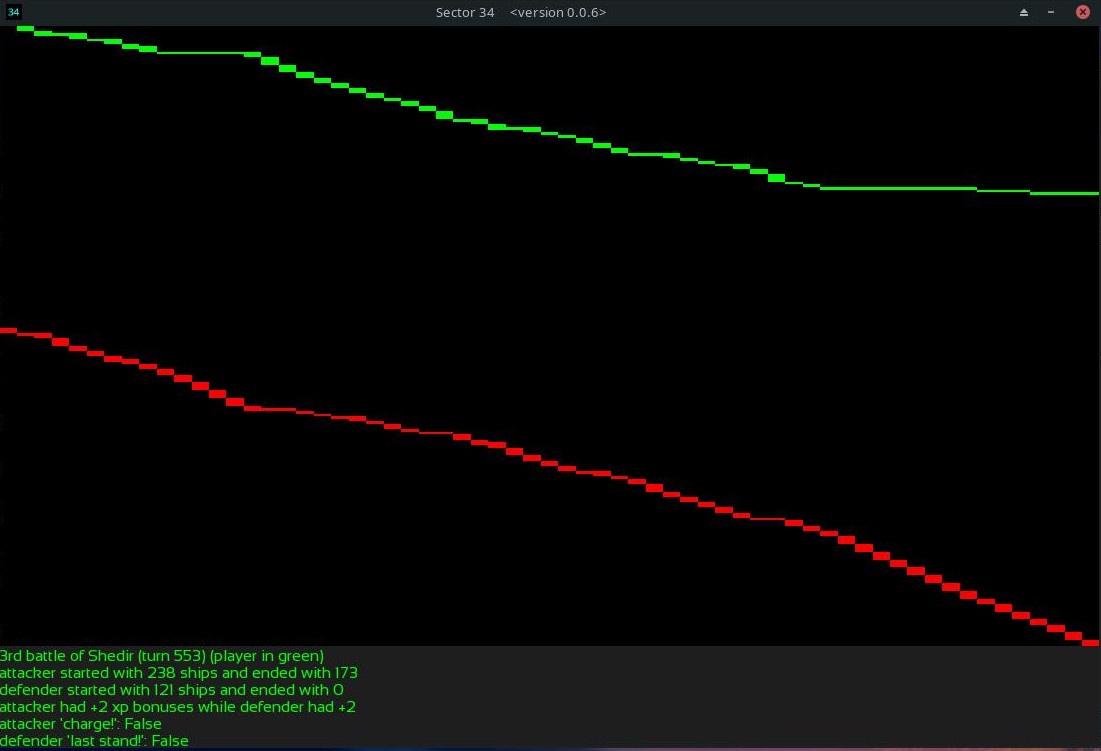 34
Sector 34 <version 0.0.6>
3rd battle of Shedir (turn 553) (player in green)
attacker started with 238 ships and ended with 173
defender started with 121 ships and ended with 0
attacker had +2 xp bonuses while defender had +2
attacker 'charge!': False
defender 'last stand!': False